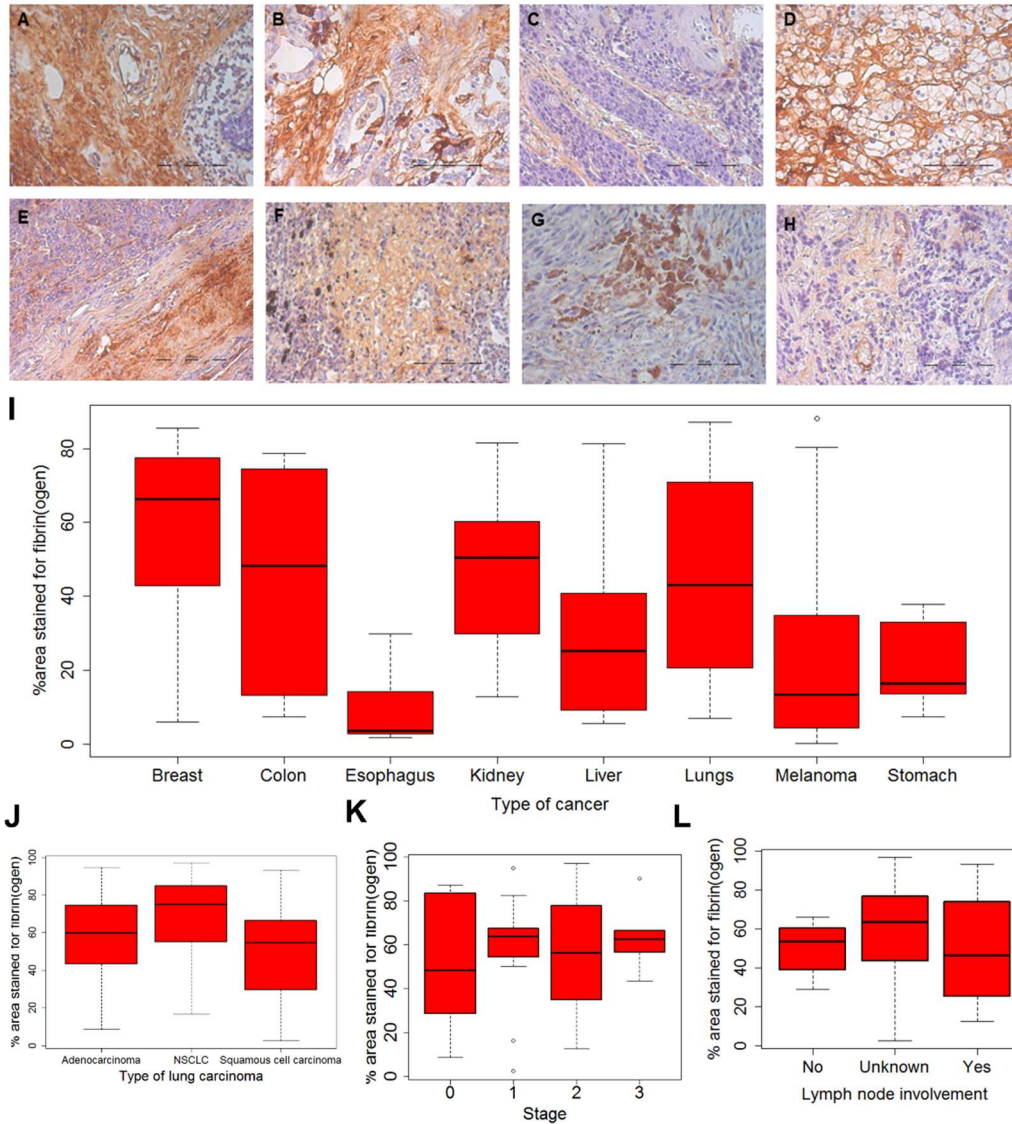 A
B
C
D
E
F
G
H
I
%area stained for fibrin(ogen)
80
60
40
20
0
Breast Colon Esophagus Kidney Liver Lungs Melanoma Stomach
Type of cancer
J
% area stained for fibrin(ogen)
100
80
60
40
20
0
Adenocarcinoma NSCLC Squamous cell carcinoma
Type of lung carcinoma
K
% area stained for fibrin(ogen)
100
80
60
40
20
0
0 1 2 3
Stage
L
% area stained for fibrin(ogen)
100
80
60
40
20
0
No Unknown Yes
Lymph node involvement